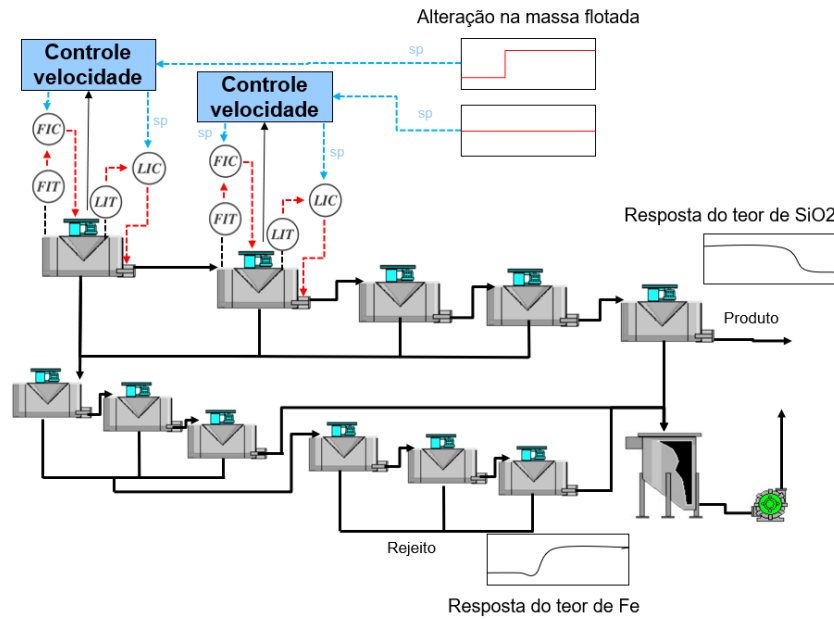 Alteração na massa flotada
sp
Controle
velocidade
Controle
velocidade
sp
sp
sp
FIC
LIC
FIC
LIC
FIT
LIT
FIT
LIT
Resposta do teor de SiO2
Produto
Rejeito
Resposta do teor de Fe